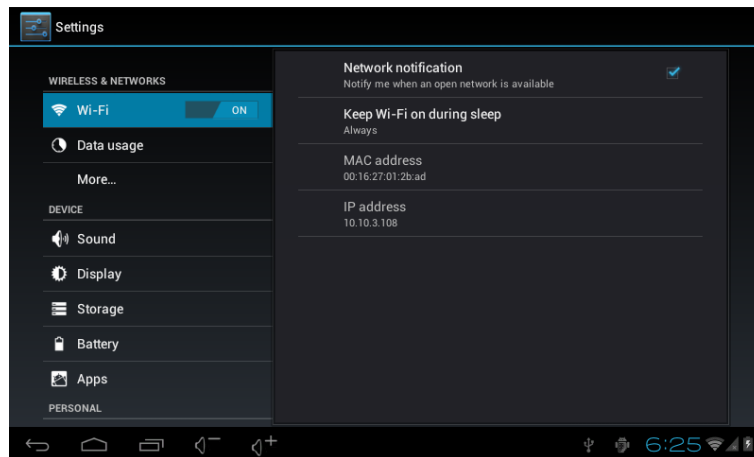 Settings
WIRELESS & NETWORKS
Wi-Fi
ON
Data usage
More...
DEVICE
Sound
Display
Storage
Battery
Apps
PERSONAL
Network notification
Notify me when an open network is available
Keep Wi-Fi on during sleep
Always
MAC address
00:16:27:01:2b:ad
IP address
10.10.3.108
6:25